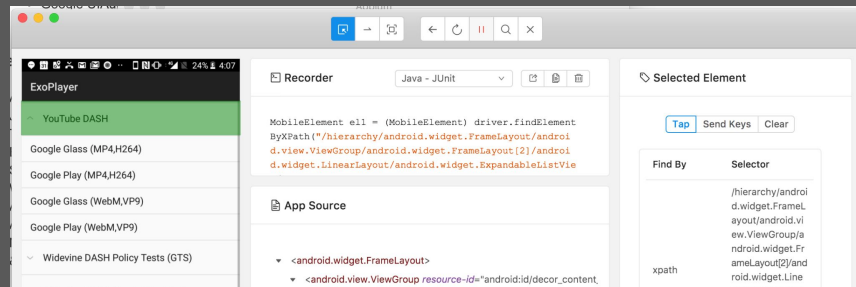 24% 4:07
ExoPlayer
YouTube DASH
Google Glass (MP4,H264)
Google Play (MP4,H264)
Google Glass (WebM,VP9)
Google Play (WebM,VP9)
Widevine DASH Policy Tests (GTS)
Recorder
Java - JUnit
MobileElement el1 = (MobileElement) driver.findElement
ByXPath("/hierarchy/android.widget.FrameLayout/androi
d.view.ViewGroup/android.widget.FrameLayout[2]/androi
d.widget.LinearLayout/android.widget.ExpandableListVie
App Source
<android.widget.FrameLayout>
<android.view.ViewGroup resource-id="android:id/decor_content_
Selected Element
Tap Send Keys Clear
Find By Selector
xpath
/hierarchy/androi
d.widget.FrameL
ayout/android.vi
ew.ViewGroup/a
ndroid.widget.Fr
ameLayout[2]/and
roid.widget.Line